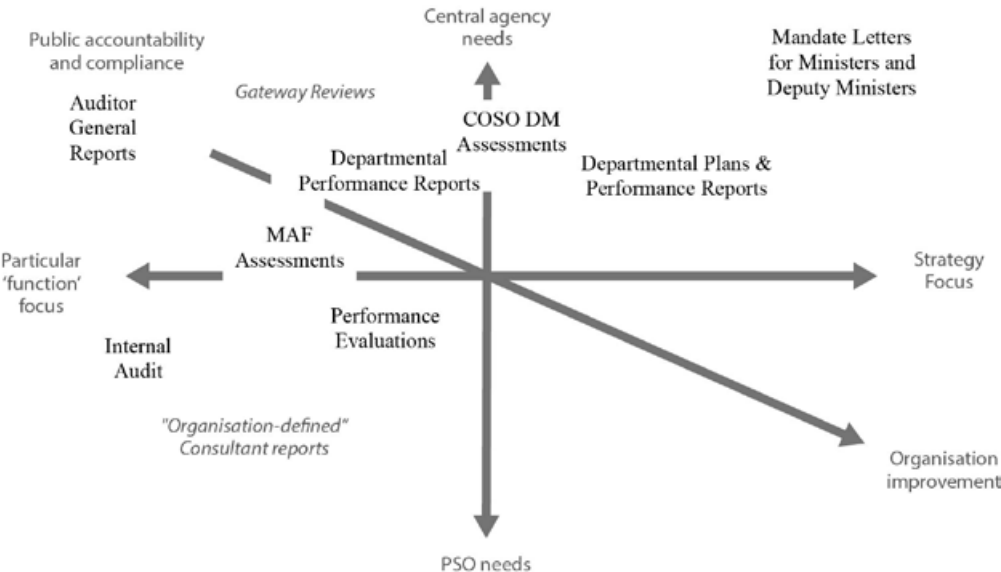 Central agency
needs
Public accountability
and compliance
Mandate Letters
for Ministers and
Deputy Ministers
Gateway Reviews
Auditor
General
Reports
COSO DM
Assessments
Departmental
Performance Reports
Departmental Plans &
Performance Reports
MAF
Assessments
Particular
'function'
focus
Strategy
Focus
Performance
Evaluations
Internal
Audit
"Organisation-defined"
Consultant reports
Organisation
improvement
PSO needs